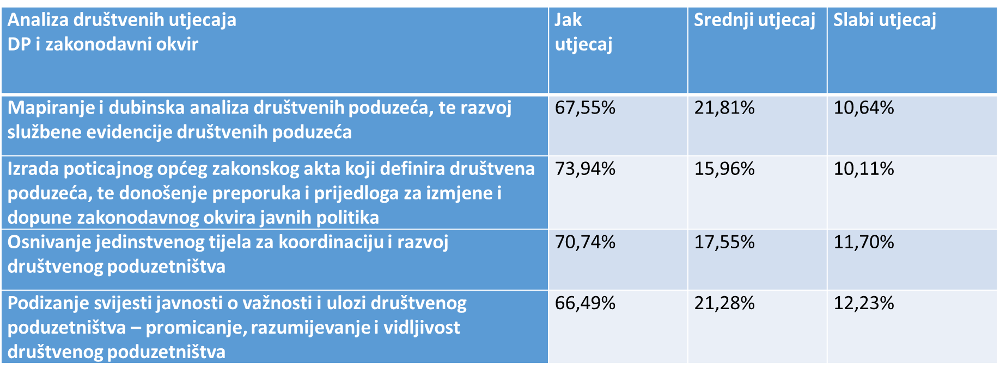 Analiza društvenih utjecaja
DP i zakonodavni okvir
Jak
utjecaj
Srednji utjecaj
Slabi utjecaj
Mapiranje i dubinska analiza društvenih poduzeća, te razvoj
službene evidencije društvenih poduzeća
67,55%
21,81%
10,64%
Izrada poticajnog općeg zakonskog akta koji definira društvena
poduzeća, te donošenje preporuka i prijedloga za izmjene i
dopune zakonodavnog okvira javnih politika
73,94%
15,96%
10,11%
Osnivanje jedinstvenog tijela za koordinaciju i razvoj
društvenog poduzetništva
70,74%
17,55%
11,70%
Podizanje svijesti javnosti o važnosti i ulozi društvenog
poduzetništva – promicanje, razumijevanje i vidljivost
društvenog poduzetništva
66,49%
21,28%
12,23%